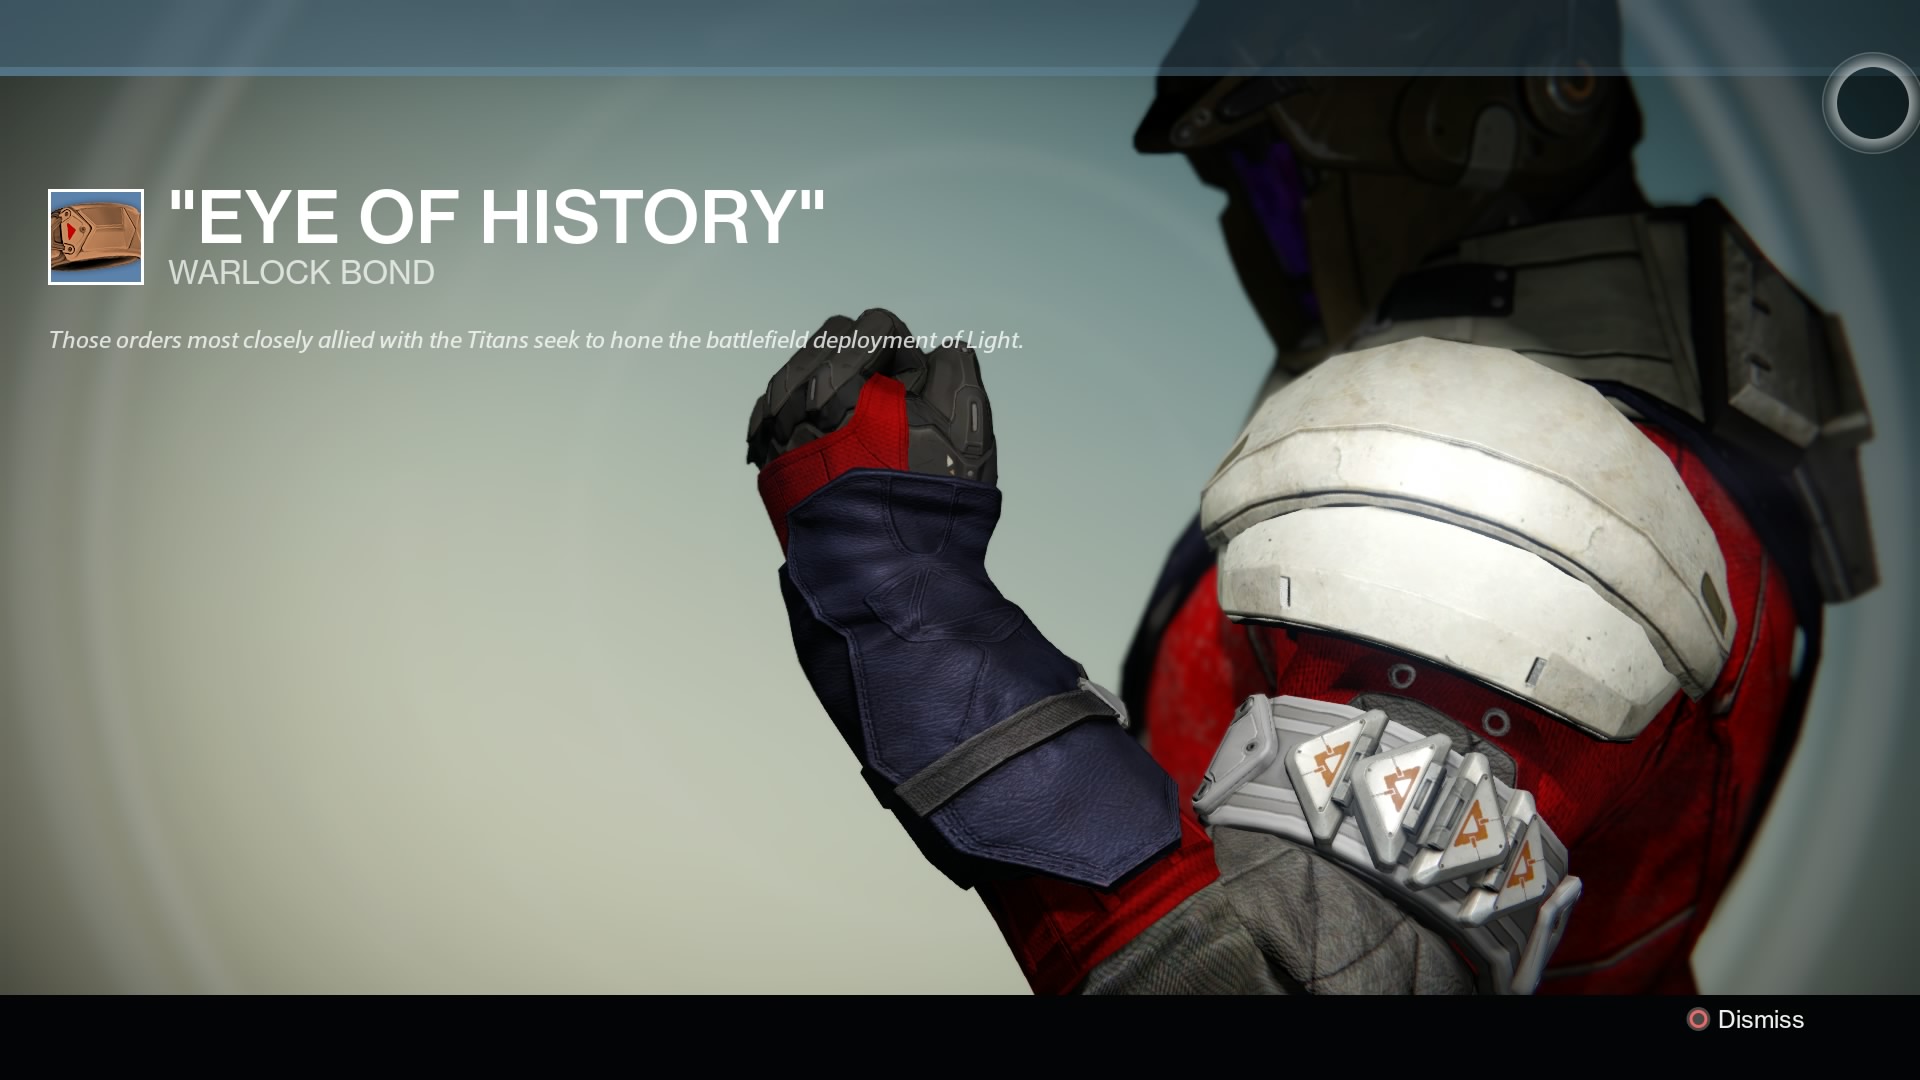 "EYE OF HISTORY"
WARLOCK BOND
Those orders most closely allied with the Titans seek to hone the battlefield deployment of Light.
Dismiss